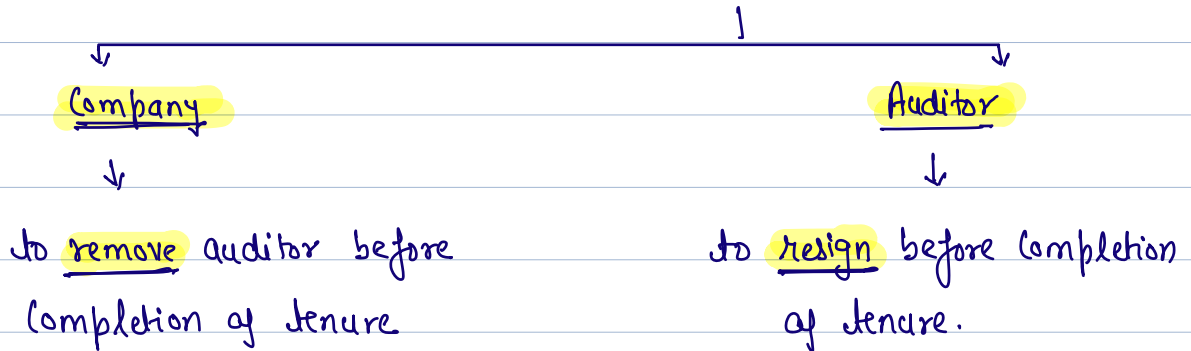 Company
Auditor
to remove auditor before
to resign before completion
completion of tenure
of tenure.